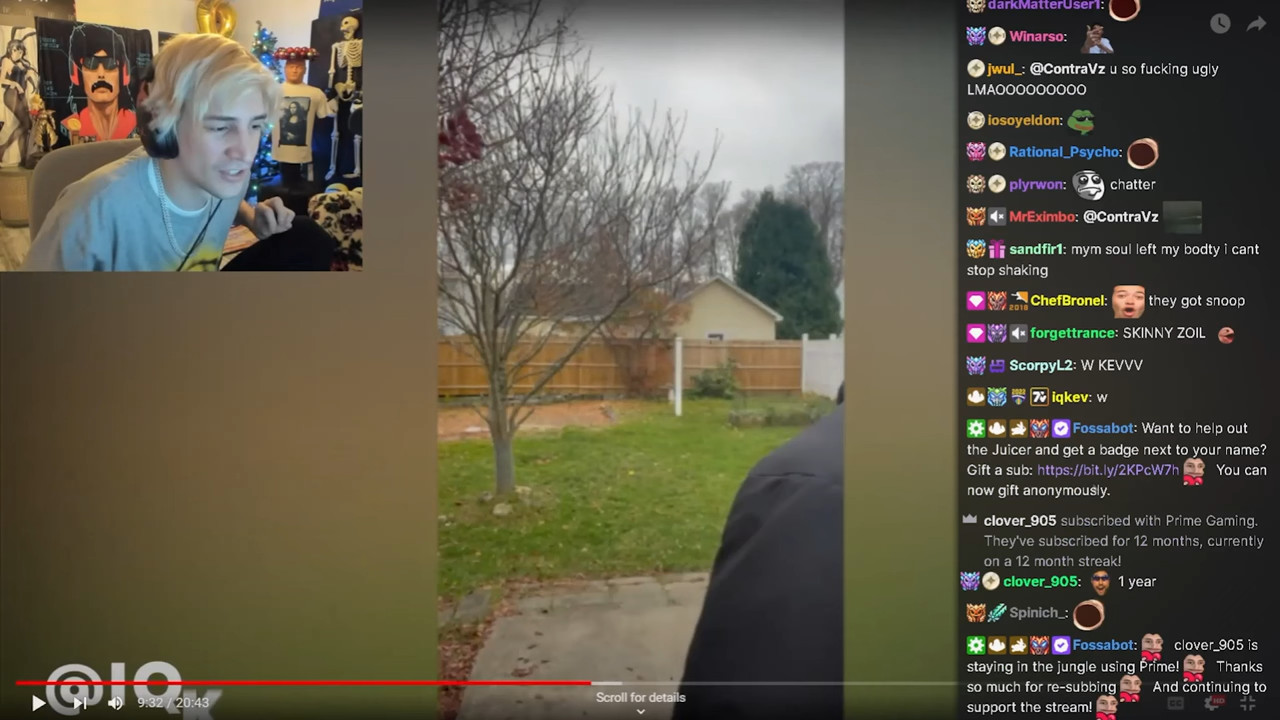 darkMatterUser1:
Winarso:
jwul_: @ContraVz u so fucking ugly
LMAOOOOOOOOO
iosoyeldon:
Rational_Psycho:
plyrwon: chatter
MrEximbo: @ContraVz
sandfir1: mym soul left my bodty i cant
stop shaking
2018 ChefBronel: they got snoop
forgettrance: SKINNY ZOIL
ScorpyL2: W KEVVV
iqkev: w
Fossabot: Want to help out
the Juicer and get a badge next to your name?
Gift a sub: https://bit.ly/2KPcW7h You can
now gift anonymously.
clover_905 subscribed with Prime Gaming.
They've subscribed for 12 months, currently
on a 12 month streak!
clover_905: 1 year
Spinich_:
Fossabot: clover_905 is
staying in the jungle using Prime! Thanks
so much for re-subbing And continuing to
support the stream!
9:32 / 20:43
Scroll for details